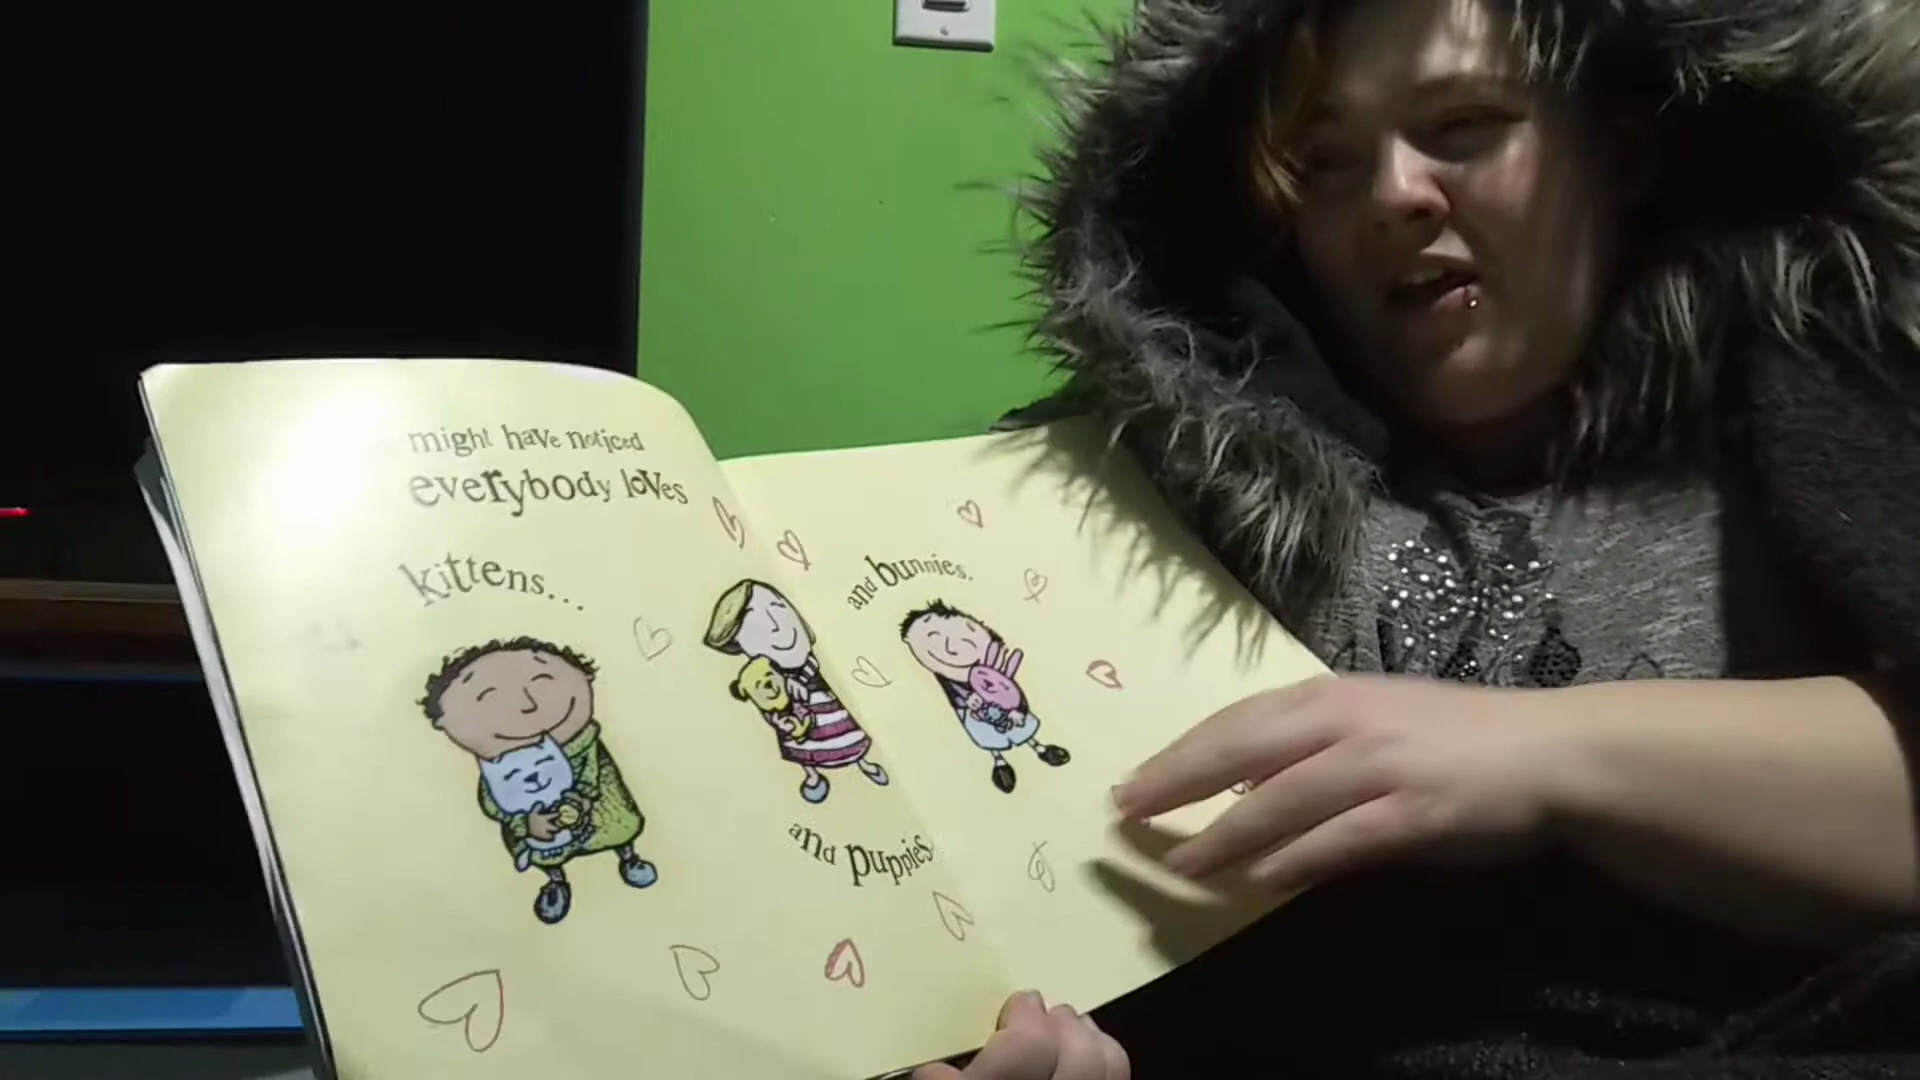 might have noticed
everybody loves
kittens...
and puppies
and bunnies.